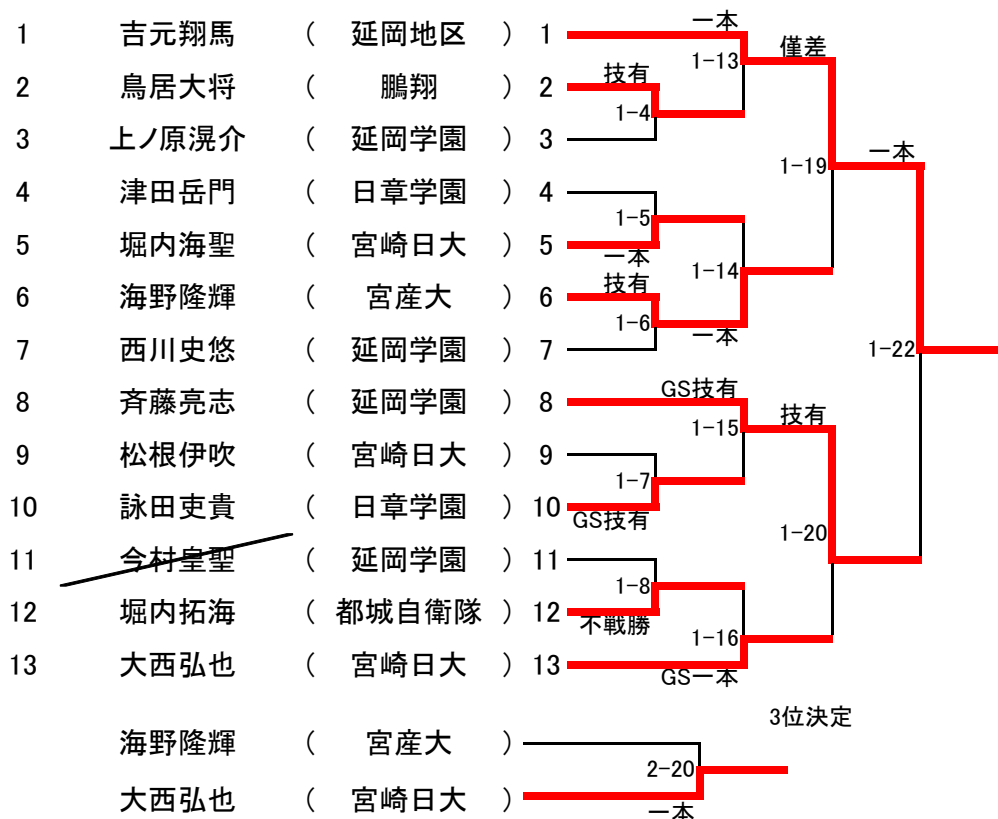 一本
1 吉元翔馬 ( 延岡地区 ) 1
1-13 僅差
技有
2 鳥居大将 ( 鵬翔 ) 2
1-4
3 上ノ原滉介 ( 延岡学園 ) 3
1-19 一本
4 津田岳門 ( 日章学園 ) 4
1-5
5 堀内海聖 ( 宮崎日大 ) 5
一本
1-14
技有
6 海野隆輝 ( 宮産大 ) 6
1-6
一本
7 西川史悠 ( 延岡学園 ) 7
1-22
GS技有
8 斉藤亮志 ( 延岡学園 ) 8
1-15 技有
9 松根伊吹 ( 宮崎日大 ) 9
1-7
10 詠田吏貴 ( 日章学園 ) 10
GS技有
1-20
11 今村皇聖 ( 延岡学園 ) 11
1-8
12 堀内拓海 ( 都城自衛隊 ) 12
不戦勝
1-16
13 大西弘也 ( 宮崎日大 ) 13
GS一本
3位決定
海野隆輝 ( 宮産大 )
2-20
大西弘也 ( 宮崎日大 )
一本